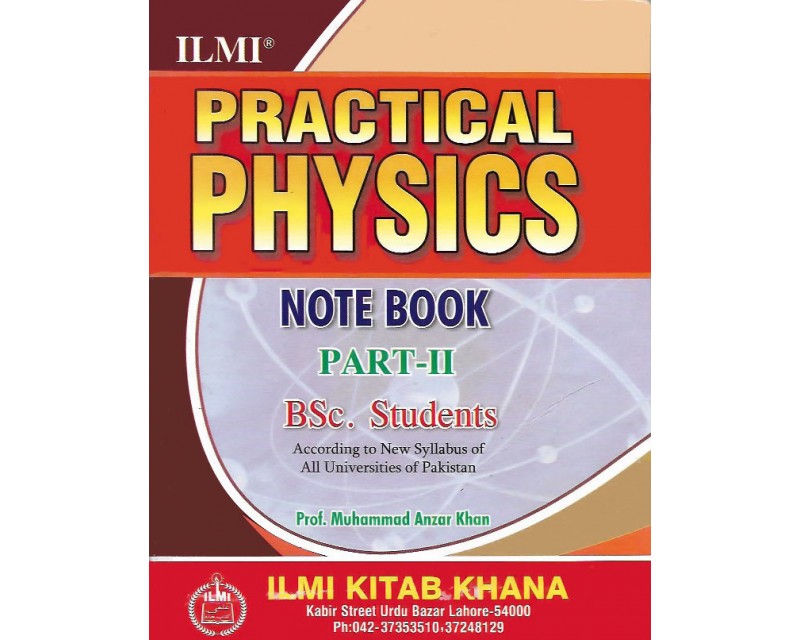 ILMI®
PRACTICAL
PHYSICS
NOTE BOOK
PART-II
BSc. Students
According to New Syllabus of
All Universities of Pakistan
Prof. Muhammad Anzar Khan
ILMI
ILMI KITAB KHANA
Kabir Street Urdu Bazar Lahore-54000
Ph:042-37353510,37248129